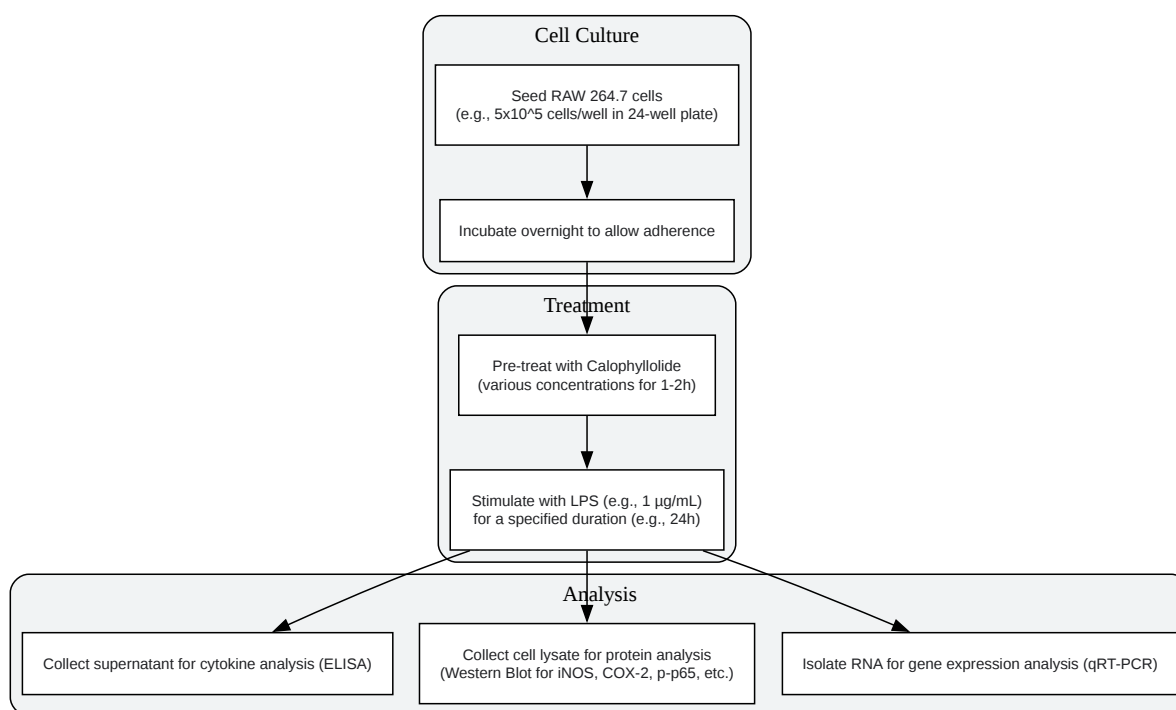 Cell Culture
Seed RAW 264.7 cells
(e.g., 5x10^5 cells/well in 24-well plate)
Incubate overnight to allow adherence
Treatment
Pre-treat with Calophyllolide
(various concentrations for 1-2h)
Stimulate with LPS (e.g., 1 µg/mL)
for a specified duration (e.g., 24h)
Analysis
Collect supernatant for cytokine analysis (ELISA)
Collect cell lysate for protein analysis
(Western Blot for iNOS, COX-2, p-p65, etc.)
Isolate RNA for gene expression analysis (qRT-PCR)